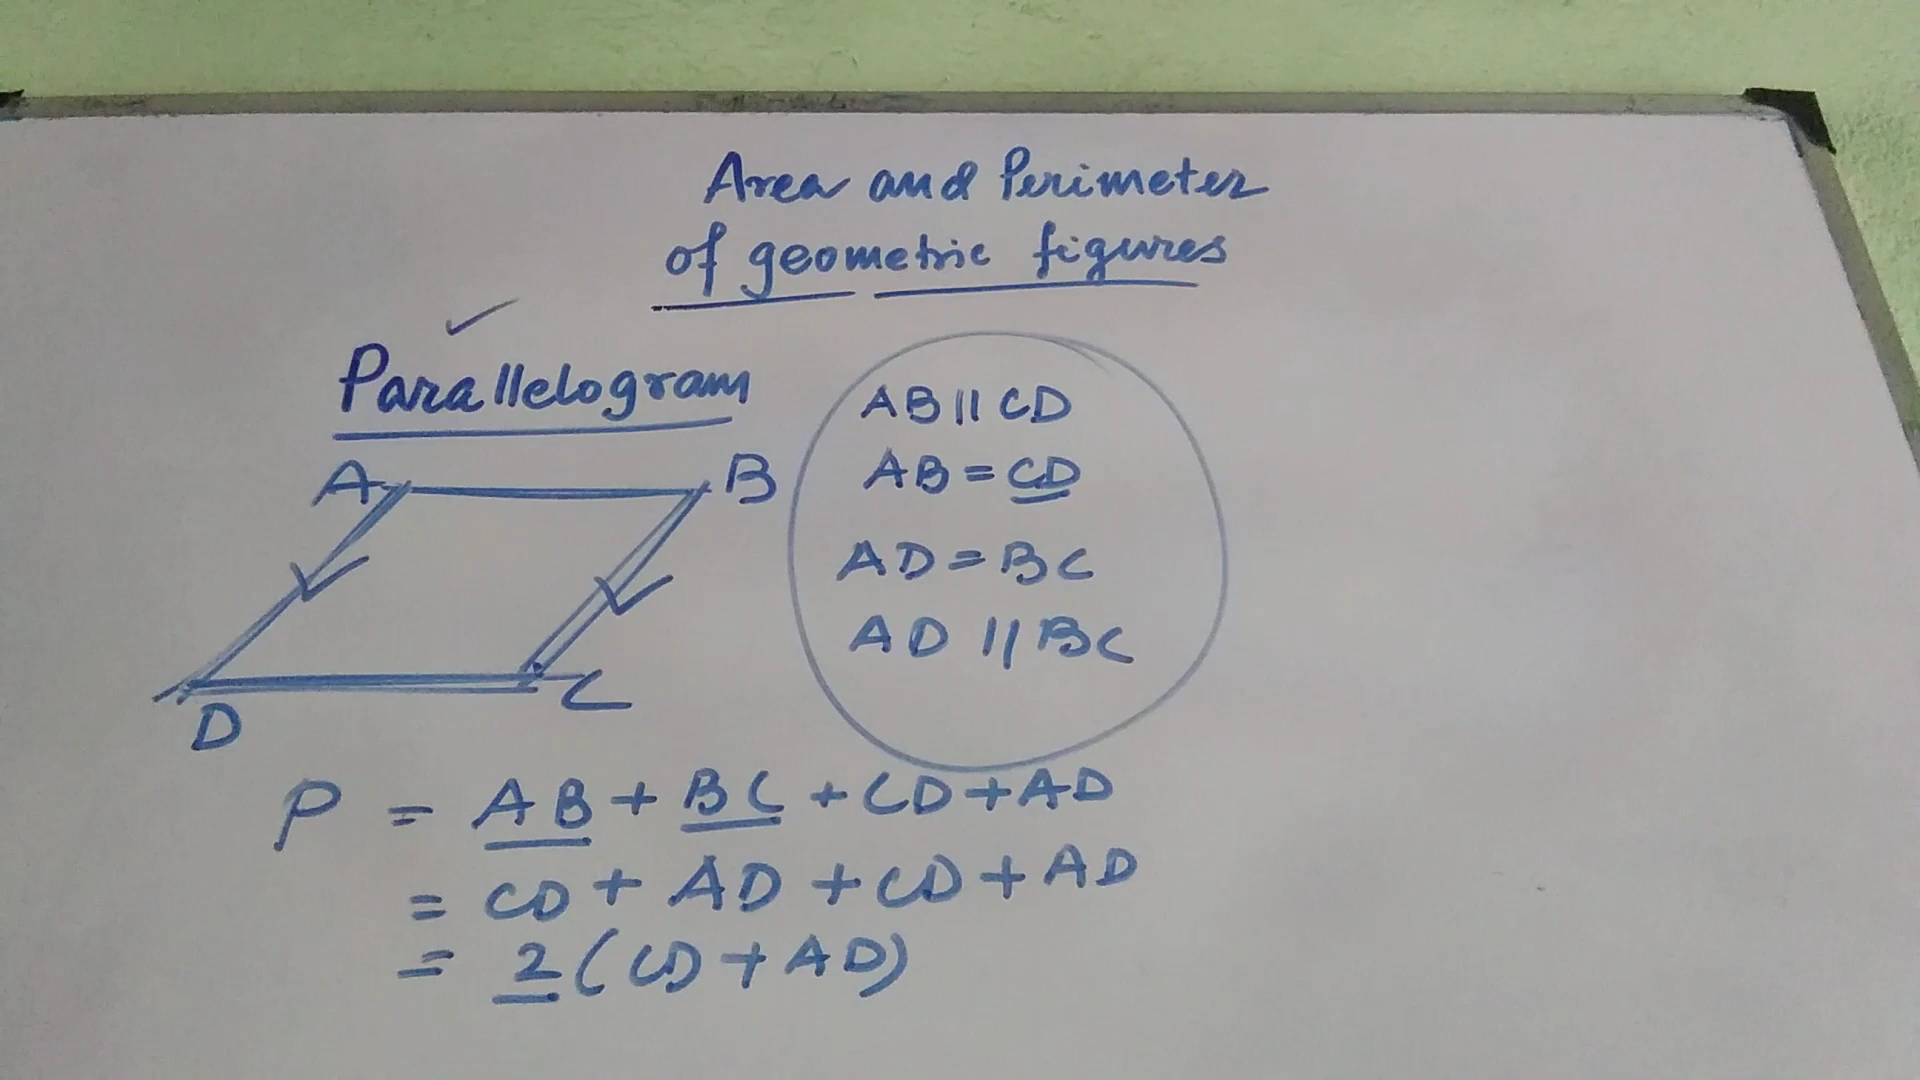 Area and Perimeter
of geometric figures
Parallelogram
A B
D C
AB || CD
AB = CD
AD = BC
AD || BC
P = AB + BC + CD + AD
= CD + AD + CD + AD
= 2 (CD + AD)